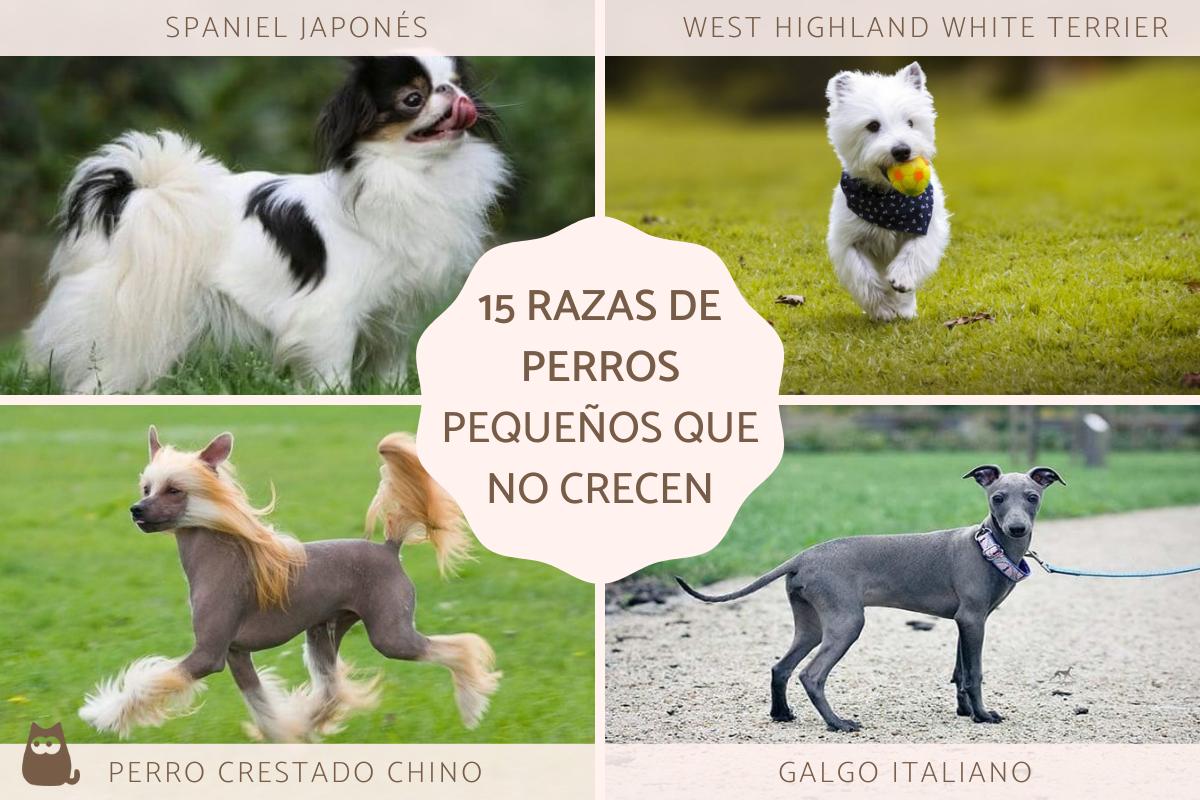 SPANIEL JAPONÉS
WEST HIGHLAND WHITE TERRIER
15 RAZAS DE
PERROS
PEQUEÑOS QUE
NO CRECEN
PERRO CRESTADO CHINO
GALGO ITALIANO